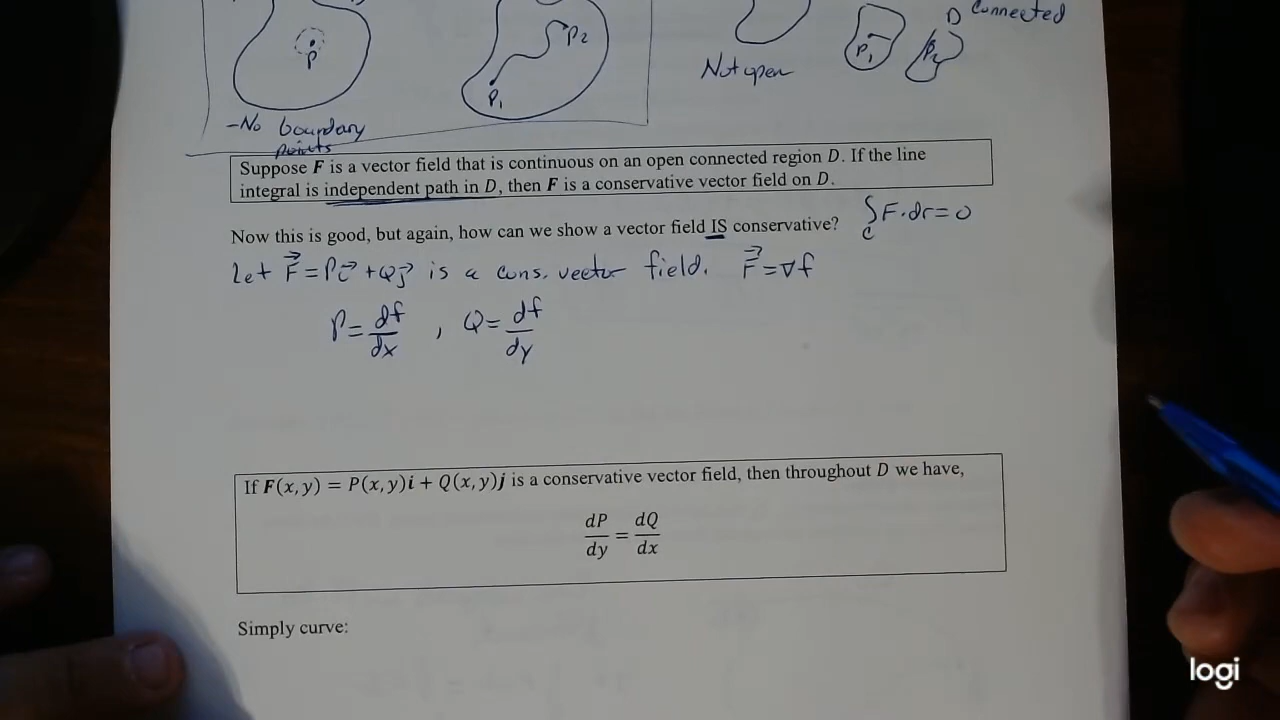 P
P₂
P₁
-No boundary
points
Not open
P₁
P₂
D Connected
Suppose F is a vector field that is continuous on an open connected region D. If the line
integral is independent path in D, then F is a conservative vector field on D.
Now this is good, but again, how can we show a vector field IS conservative? ∫_C F·dr=0
Let F⃗=Pi⃗+Qj⃗ is a cons. vector field. F⃗=∇f
P=df/dx , Q=df/dy
If F(x, y) = P(x, y)i + Q(x, y)j is a conservative vector field, then throughout D we have,
dP/dy = dQ/dx
Simply curve:
logi